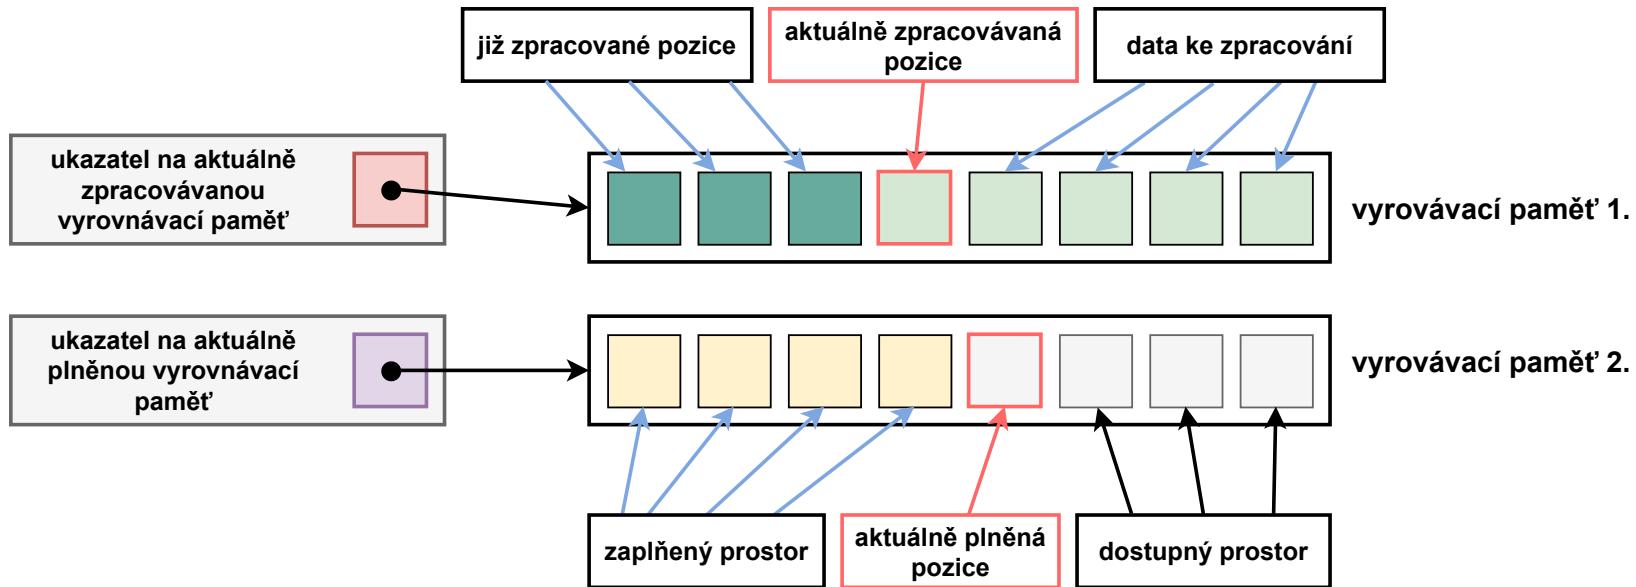 již zpracované pozice
aktuálně zpracovávaná
pozice
data ke zpracování
ukazatel na aktuálně
zpracovávanou
vyrovnávací paměť
vyrovávací paměť 1.
ukazatel na aktuálně
plněnou vyrovnávací
paměť
vyrovávací paměť 2.
zaplňený prostor
aktuálně plněná
pozice
dostupný prostor